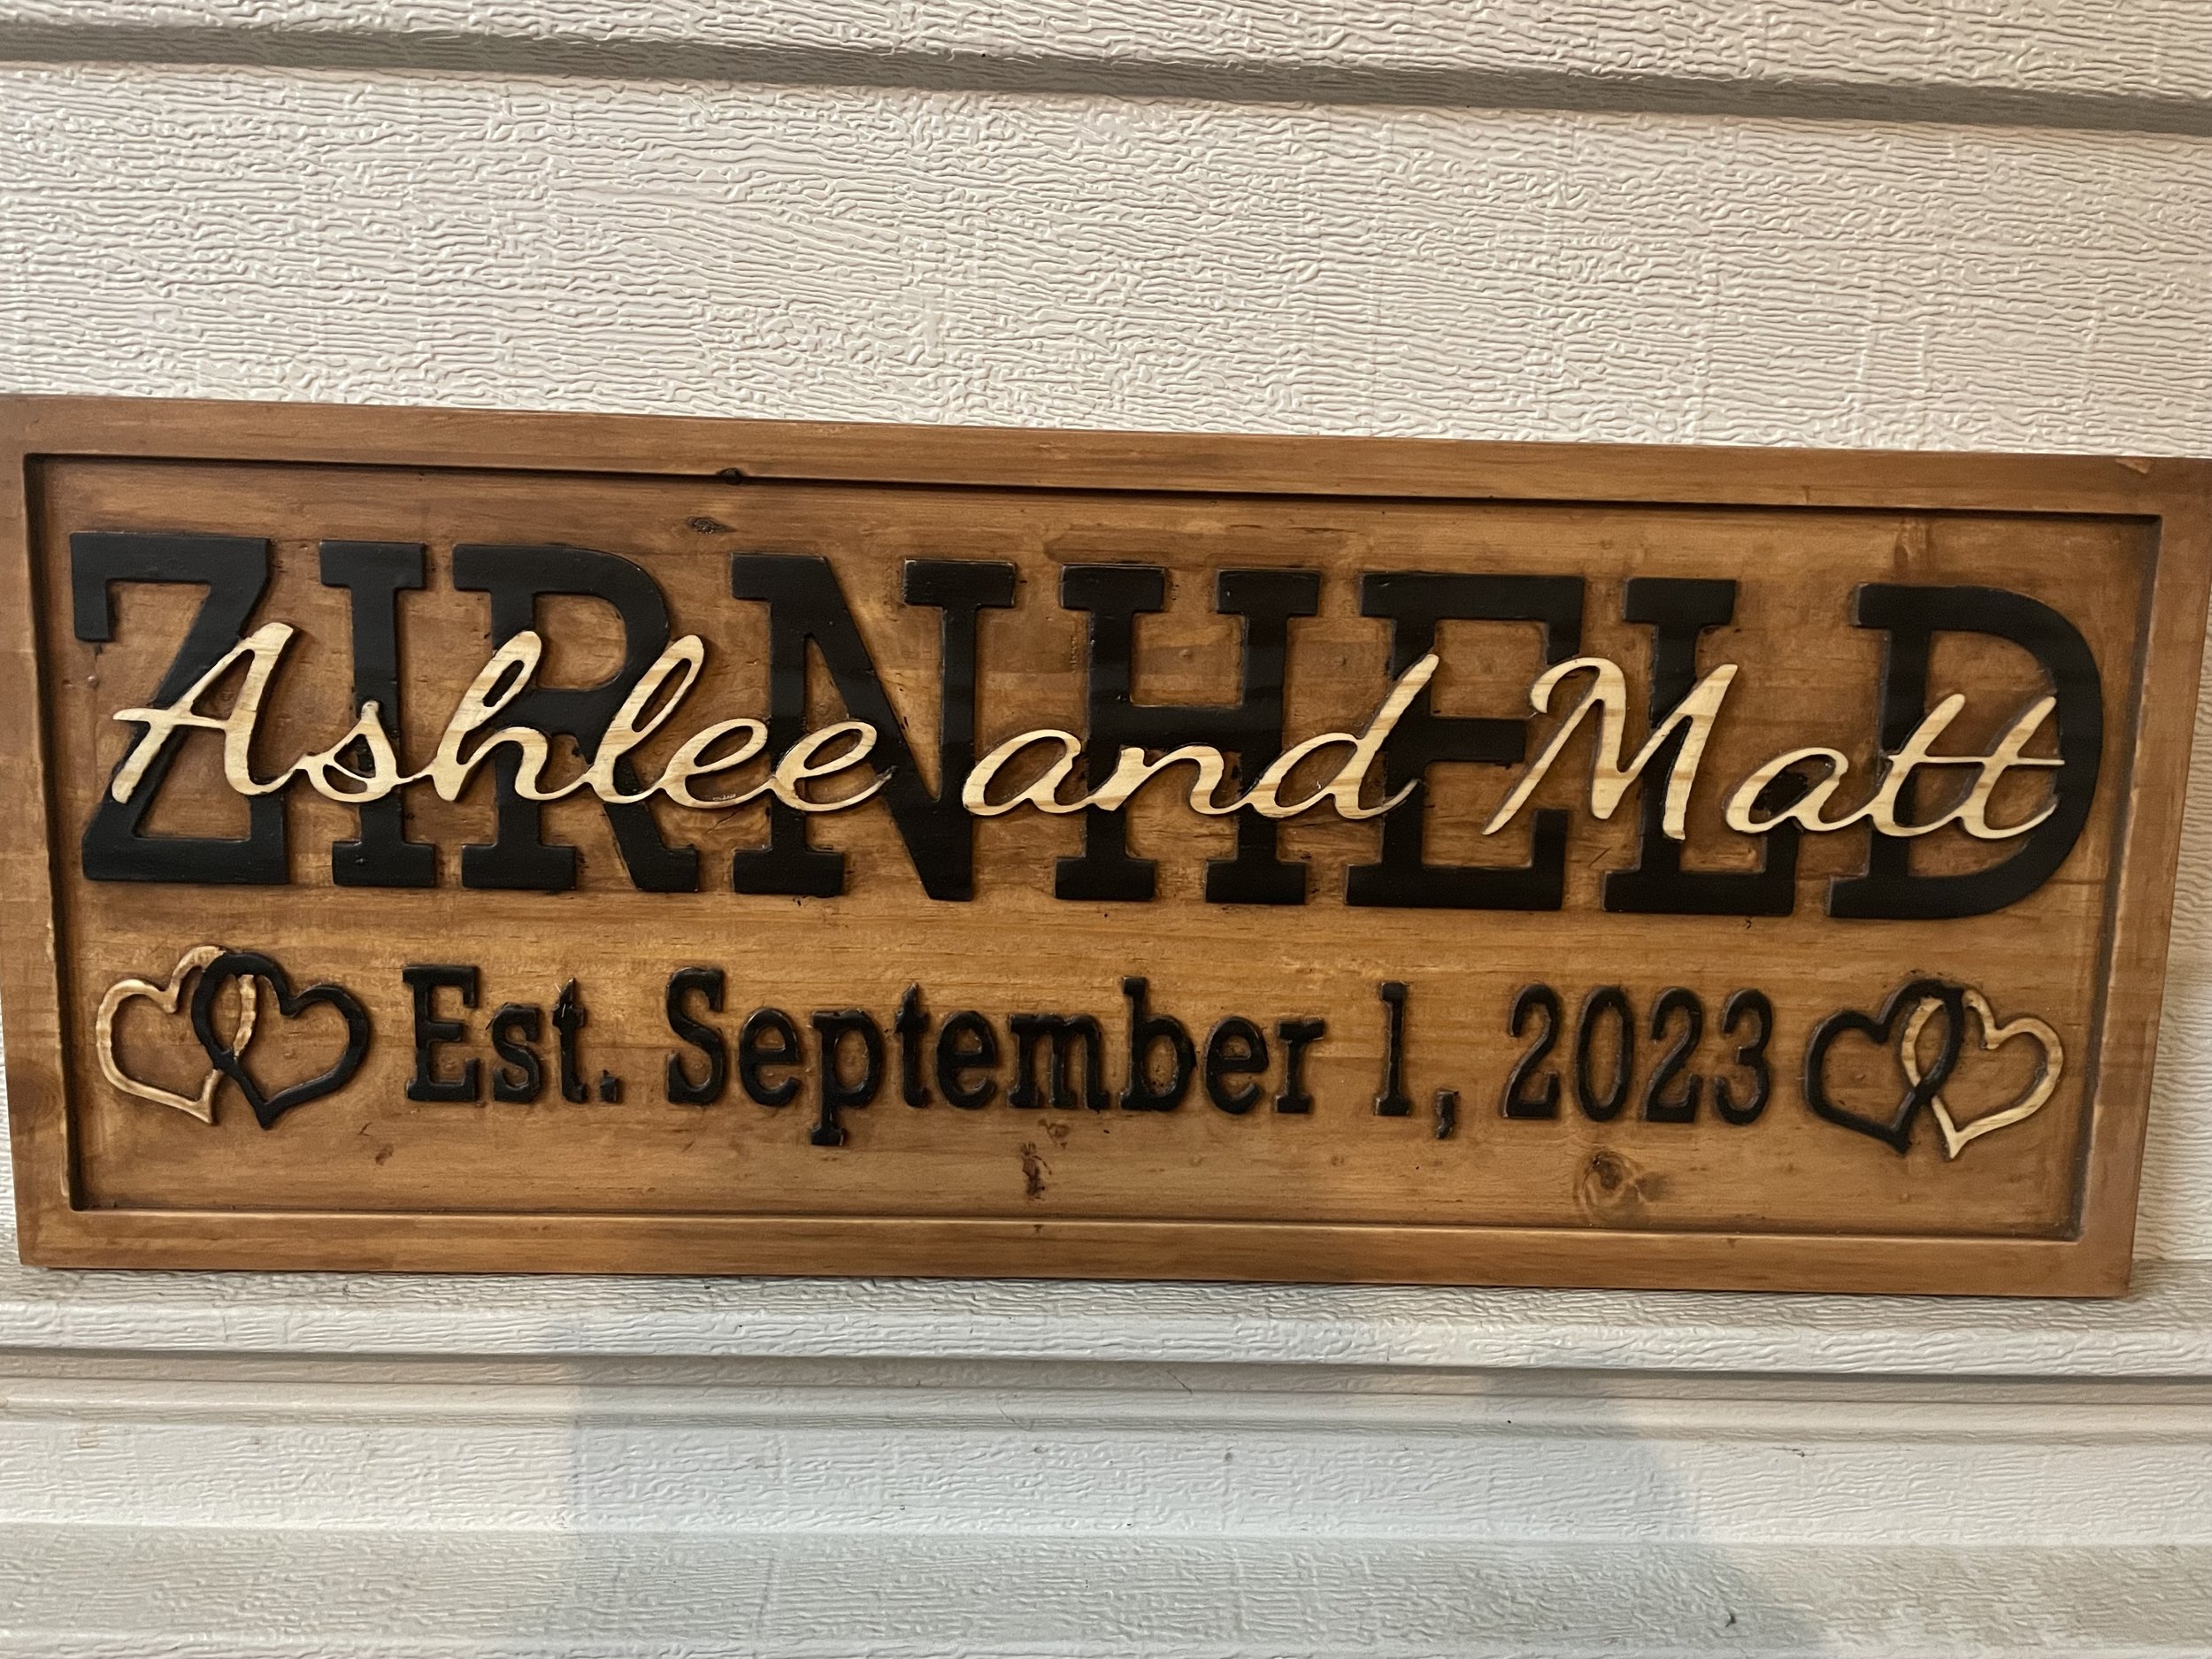 ZIRNHELD
Ashlee and Matt
Est. September 1, 2023